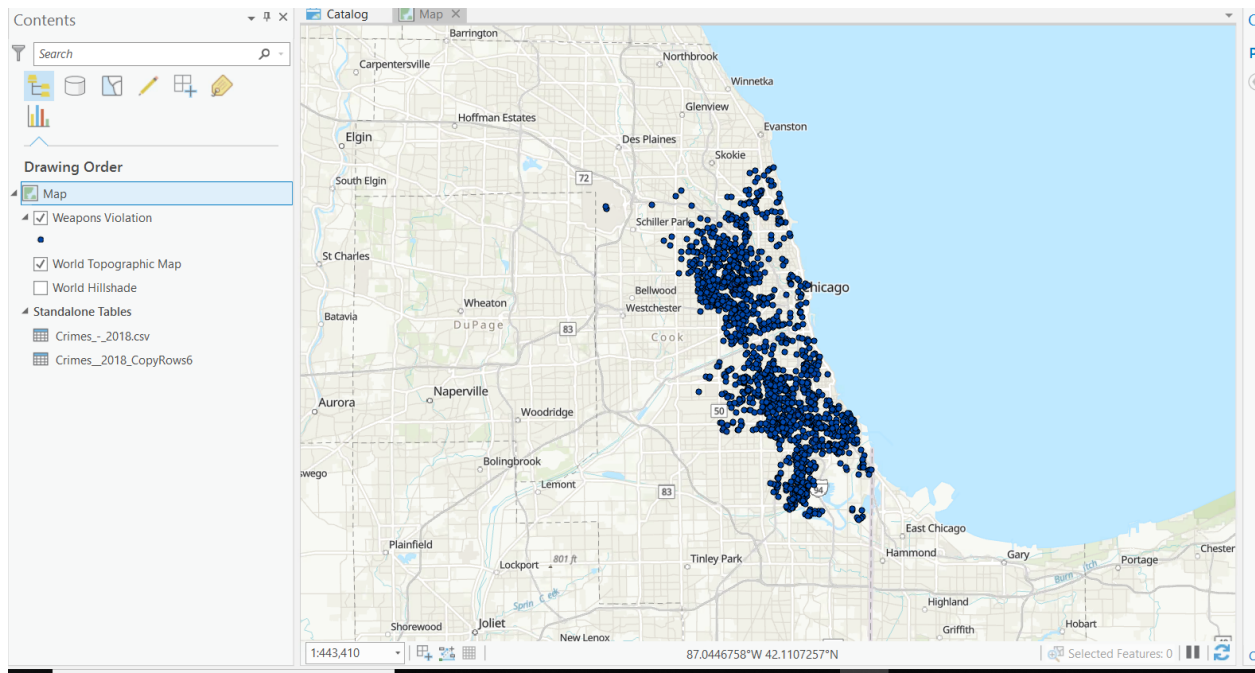 Contents
Search
Drawing Order
Map
Weapons Violation
World Topographic Map
World Hillshade
Standalone Tables
Crimes_-_2018.csv
Crimes__2018_CopyRows6
Catalog
Map
Barrington
Carpentersville
Northbrook
Winnetka
Glenview
Hoffman Estates
Evanston
Elgin
Des Plaines
Skokie
72
South Elgin
Schiller Park
St Charles
Bellwood
Chicago
Westchester
Wheaton
Batavia
DuPage
83
Cook
Naperville
Aurora
Woodridge
50
Bolingbrook
swego
Lemont
83
94
East Chicago
Plainfield
Hammond
Gary
Chester
Lockport
801 ft
Tinley Park
Portage
Highland
Joliet
Shorewood
Griffith
Hobart
New Lenox
1:443,410
87.0446758°W 42.1107257°N
Selected Features: 0